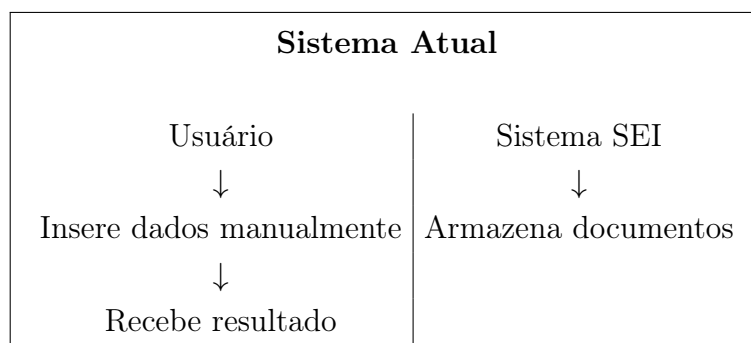 Sistema Atual
Usuário
↓
Insere dados manualmente
↓
Recebe resultado
Sistema SEI
↓
Armazena documentos